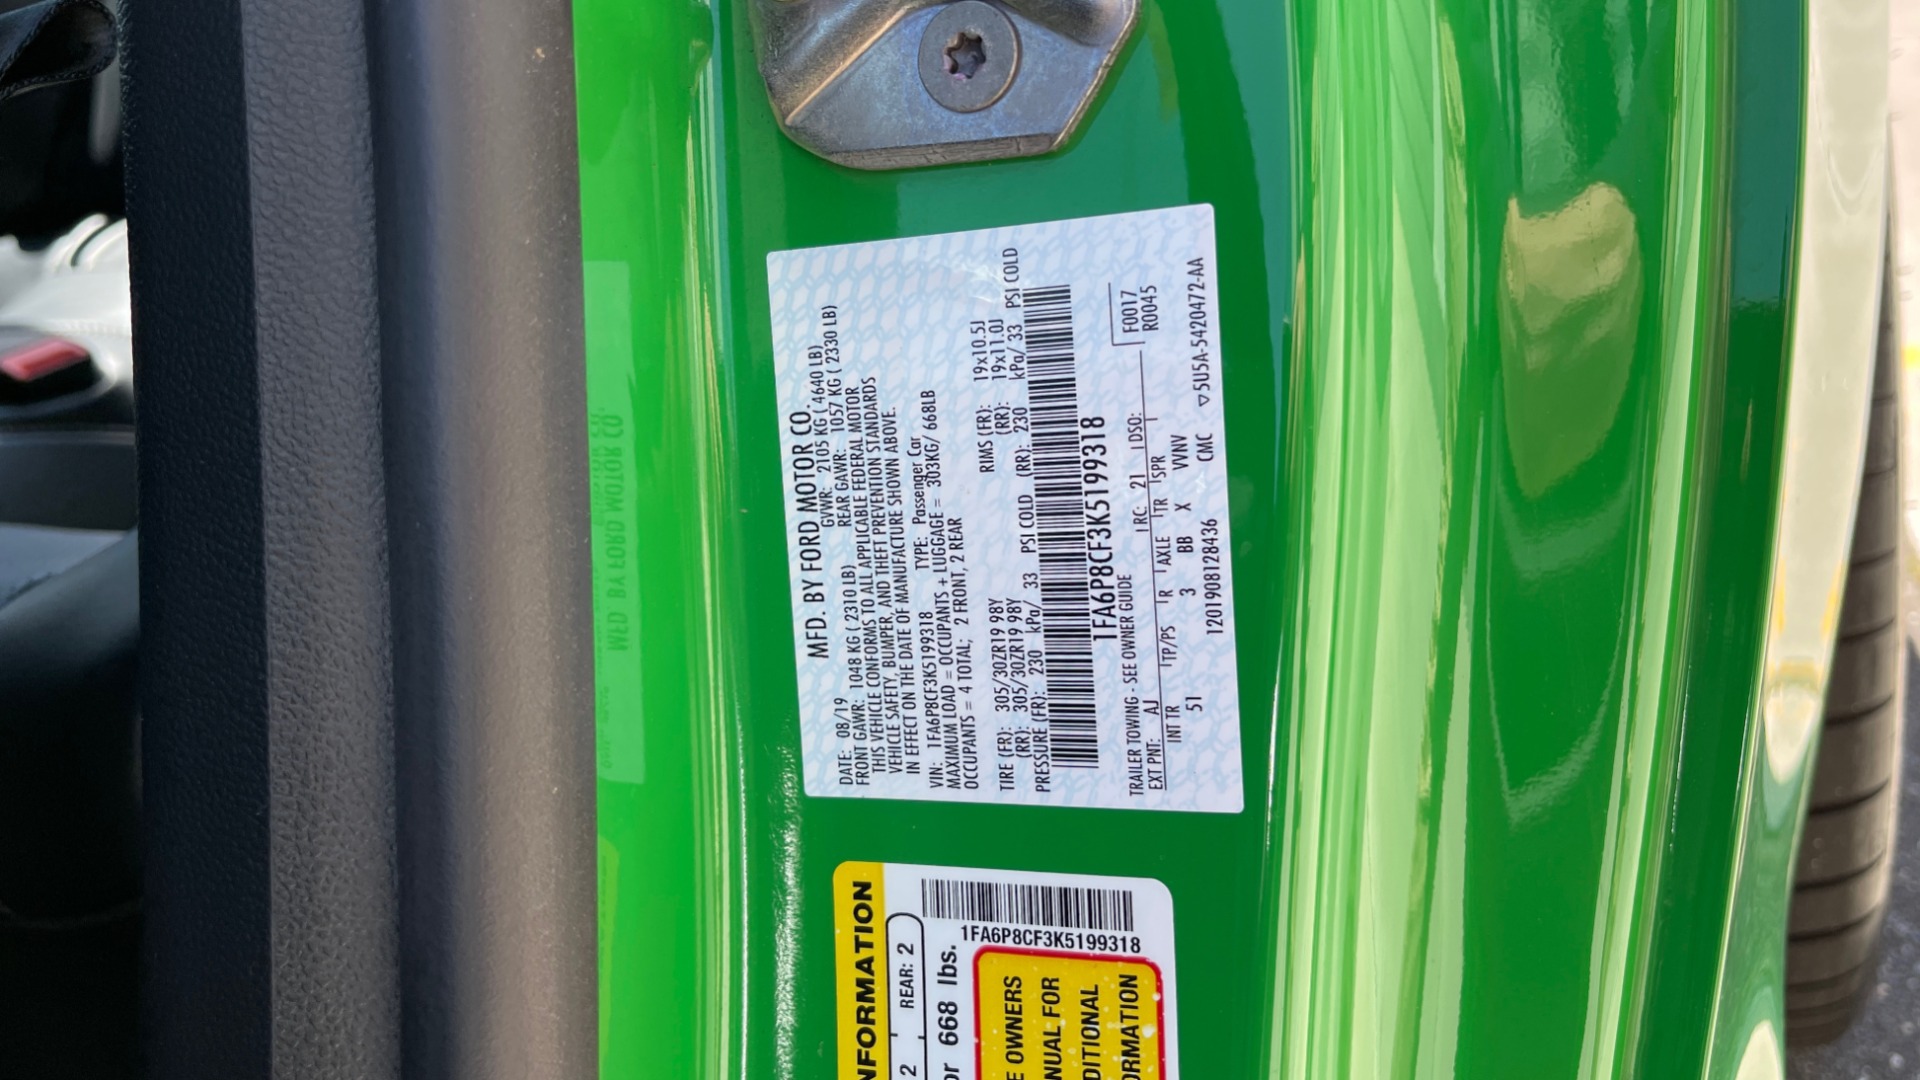 MFD. BY FORD MOTOR CO.
DATE: 08/19 GVWR: 2105 KG ( 4640 LB)
FRONT GAWR: 1048 KG ( 2310 LB) REAR GAWR: 1057 KG ( 2330 LB)
THIS VEHICLE CONFORMS TO ALL APPLICABLE FEDERAL MOTOR
VEHICLE SAFETY, BUMPER, AND THEFT PREVENTION STANDARDS
IN EFFECT ON THE DATE OF MANUFACTURE SHOWN ABOVE.
VIN: 1FA6P8CF3K5199318 TYPE: Passenger Car
MAXIMUM LOAD = OCCUPANTS + LUGGAGE = 303KG/ 668LB
OCCUPANTS = 4 TOTAL; 2 FRONT, 2 REAR
TIRE (FR): 305/30ZR19 98Y RIMS (FR): 19x10.5J
(RR): 305/30ZR19 98Y (RR): 19x11.0J
PRESSURE (FR): 230 kPa/ 33 PSI COLD (RR): 230 kPa/ 33 PSI COLD
1FA6P8CF3K5199318
TRAILER TOWING - SEE OWNER GUIDE
F0017
EXT PNT: AJ RC: 21 DSO: R0045
INT TR TP/PS R AXLE TR SPR
51 3 BB X VVNV
120190812843​6 CMC ▽5U5A-5420472-AA
NFORMATION
2 REAR: 2
or 668 lbs.
1FA6P8CF3K5199318
E OWNERS
NUAL FOR
DITIONAL
ORMATION